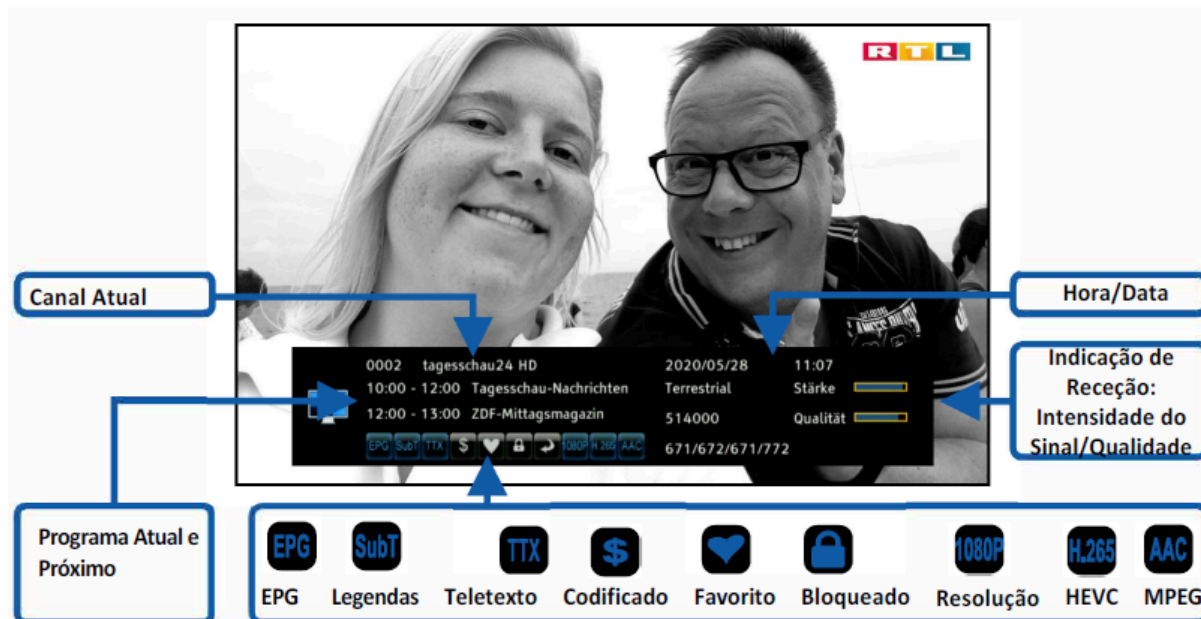 RTL
Canal Atual
Hora/Data
0002 tagesschau24 HD 2020/05/28 11:07
10:00 - 12:00 Tagesschau-Nachrichten Terrestrial Stärke
12:00 - 13:00 ZDF-Mittagsmagazin 514000 Qualität
EPG SubT TTX $ 1080P H.265 AAC 671/672/671/772
Indicação de
Receção:
Intensidade do
Sinal/Qualidade
Programa Atual e
Próximo
EPG SubT TTX $ 1080P H.265 AAC
EPG Legendas Teletexto Codificado Favorito Bloqueado Resolução HEVC MPEG